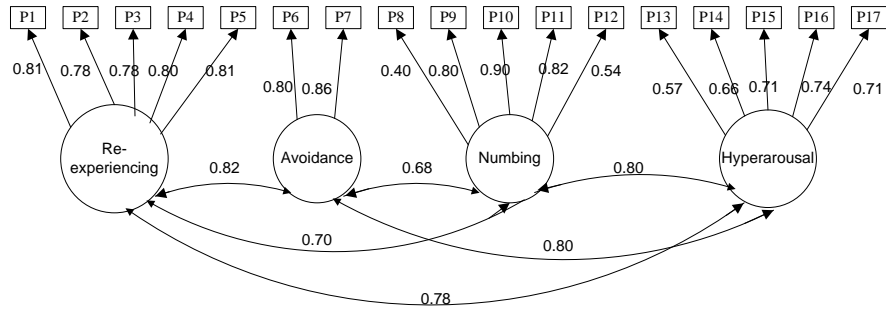 P1 P2 P3 P4 P5 P6 P7 P8 P9 P10 P11 P12 P13 P14 P15 P16 P17
0.81 0.78 0.78 0.80 0.81 0.80 0.86 0.40 0.80 0.90 0.82 0.54 0.57 0.66 0.71 0.74 0.71
Re-
experiencing
Avoidance
Numbing
Hyperarousal
0.82
0.68
0.80
0.70
0.80
0.78